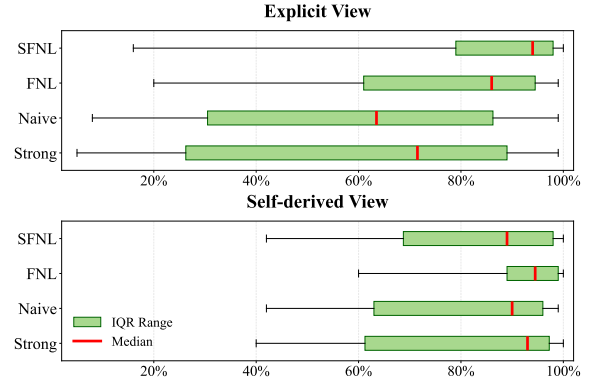 Explicit View
SFNL
FNL
Naive
Strong
20% 40% 60% 80% 100%
Self-derived View
SFNL
FNL
Naive
Strong
IQR Range
Median
20% 40% 60% 80% 100%